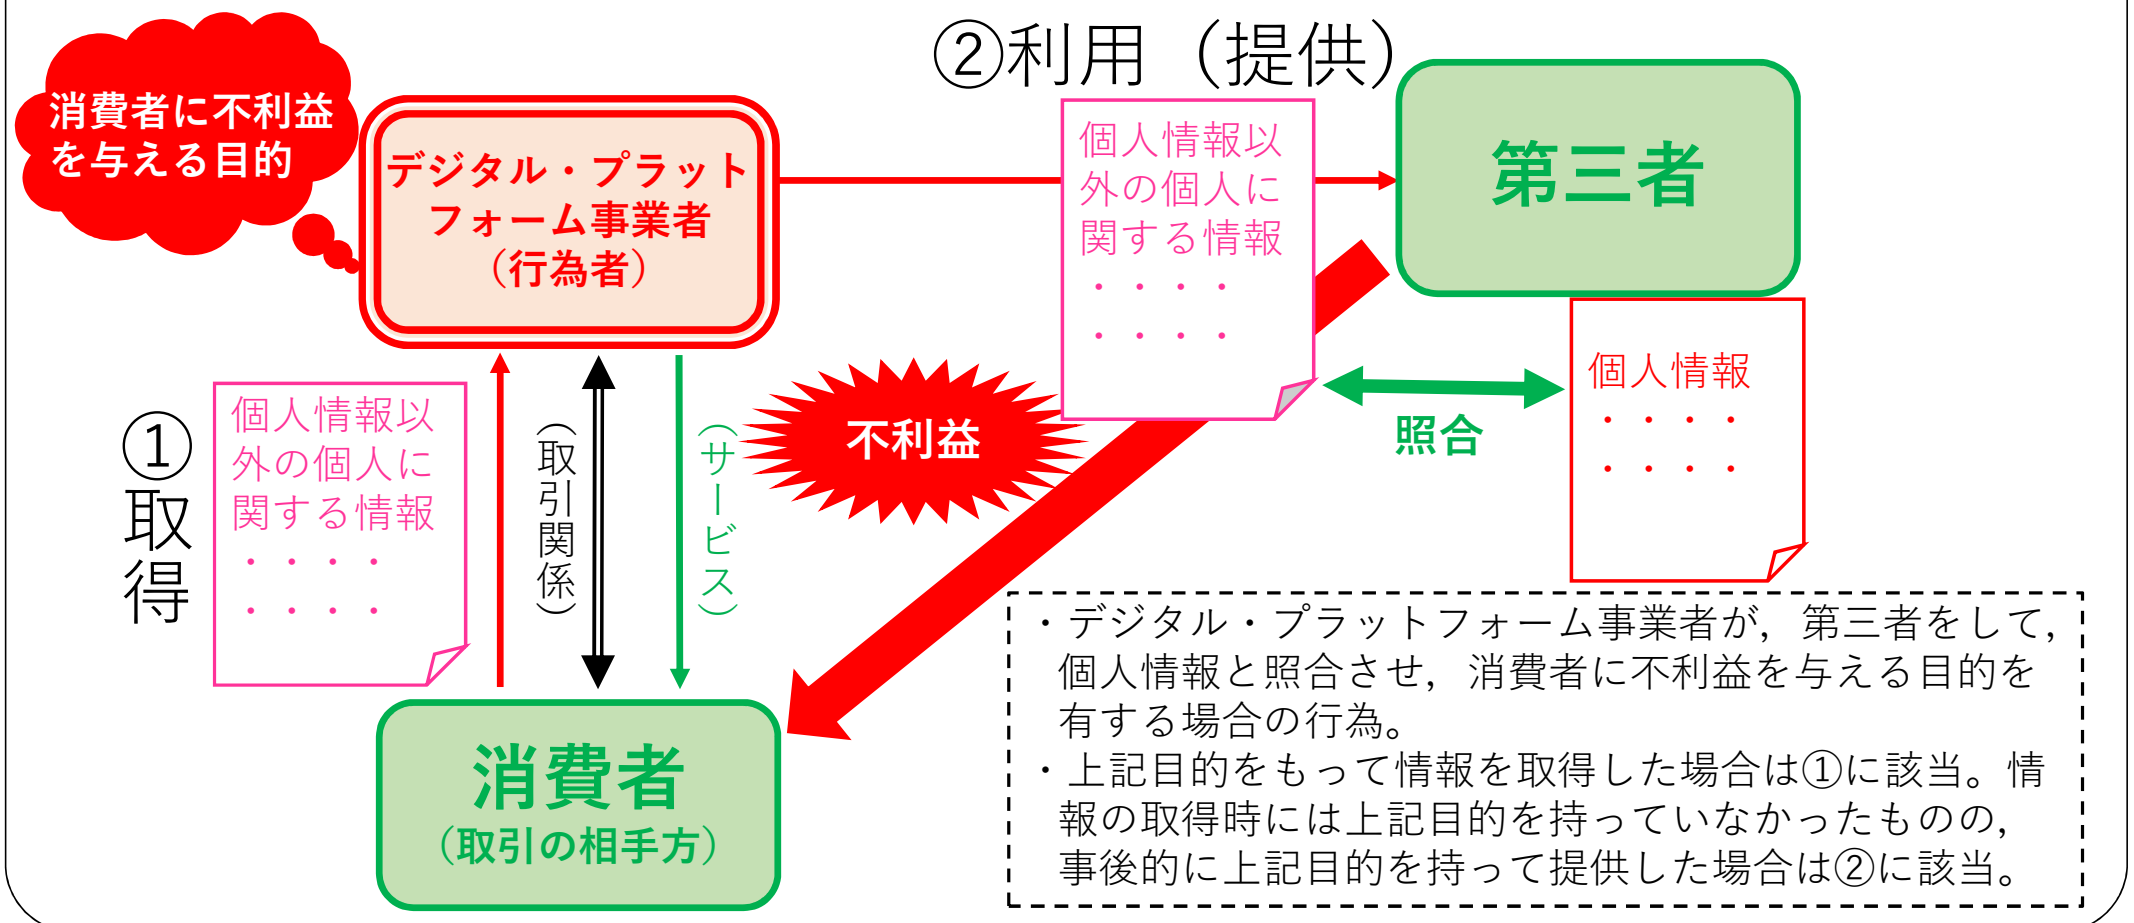 ②利用（提供）
消費者に不利益
を与える目的
デジタル・プラット
フォーム事業者
（行為者）
個人情報以
外の個人に
関する情報
・・・・
・・・・
第三者
個人情報
・・・・
・・・・
照合
不利益
①取得
個人情報以
外の個人に
関する情報
・・・・
・・・・
（取引関係）
（サービス）
消費者
（取引の相手方）
・デジタル・プラットフォーム事業者が，第三者をして，
個人情報と照合させ，消費者に不利益を与える目的を
有する場合の行為。
・上記目的をもって情報を取得した場合は①に該当。情
報の取得時には上記目的を持っていなかったものの，
事後的に上記目的を持って提供した場合は②に該当。